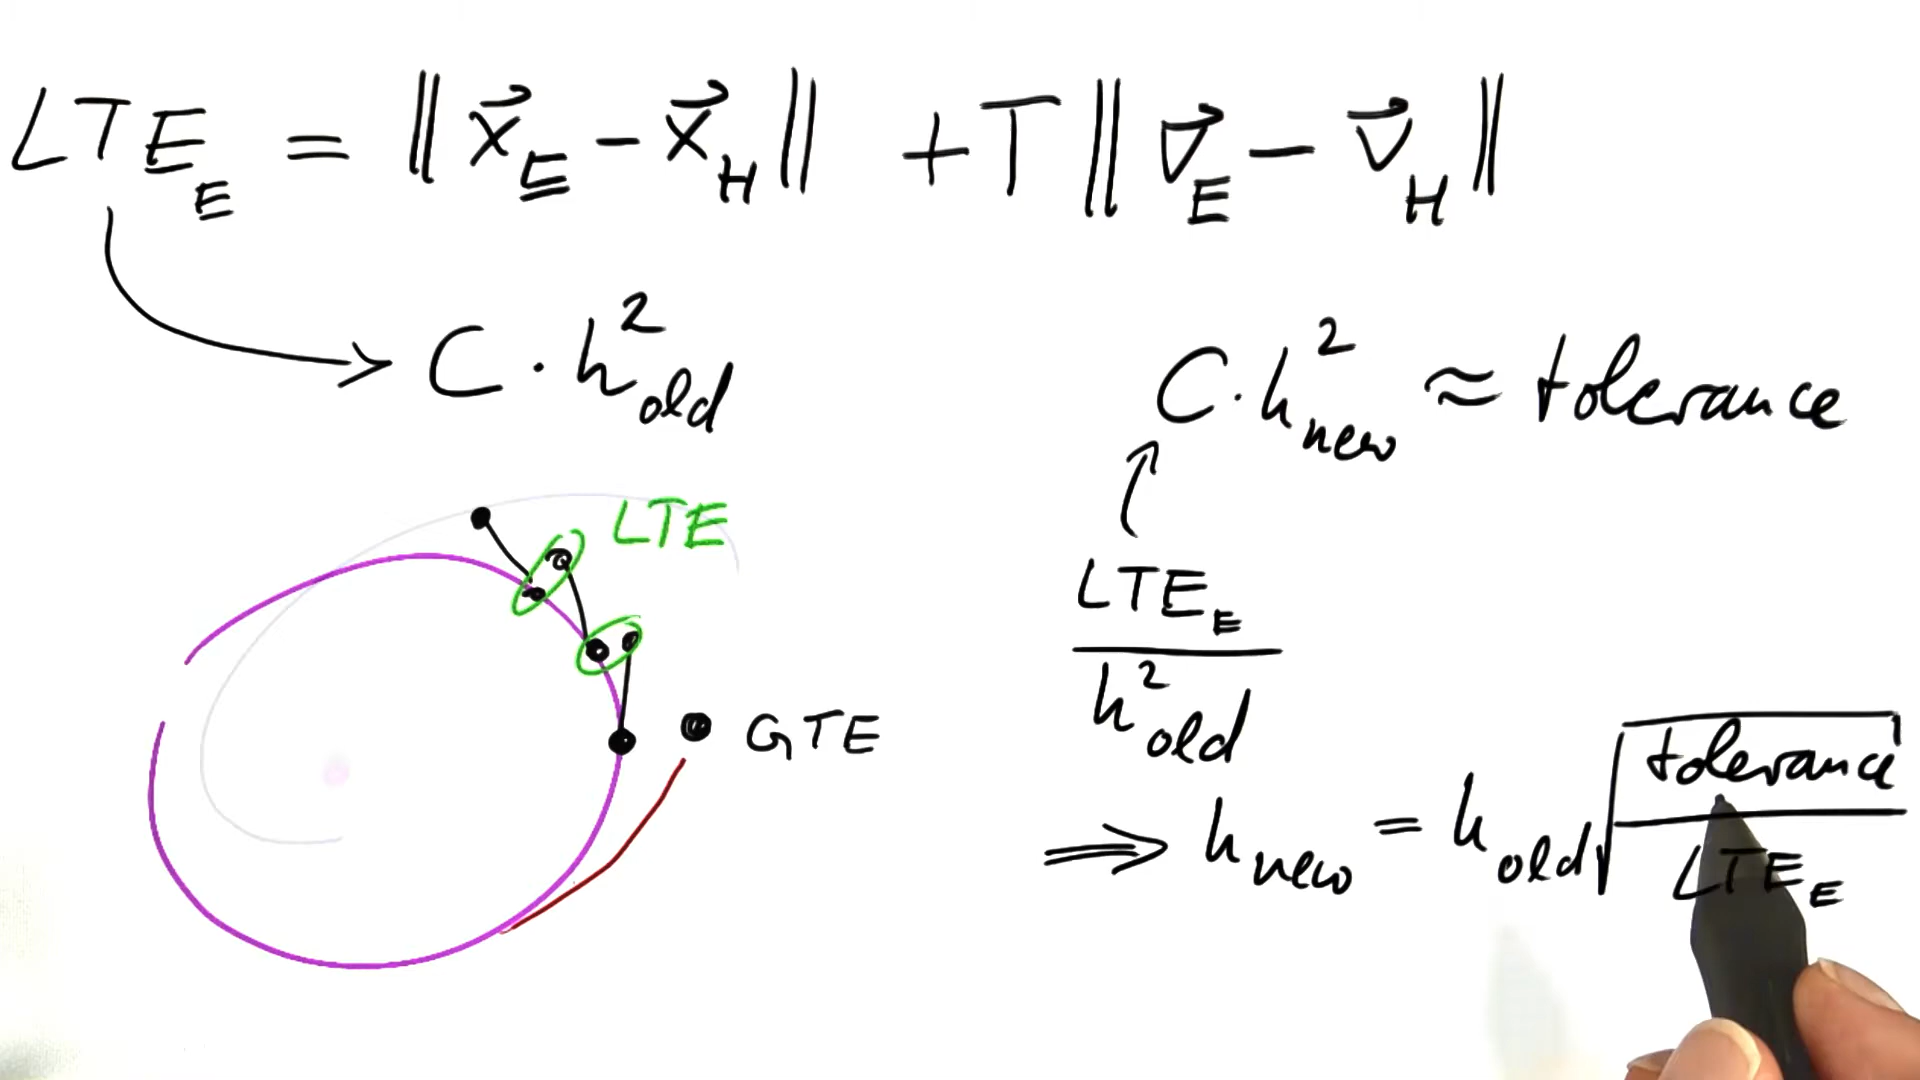 LTE_E = ‖x⃗_E − x⃗_H‖ + T‖v⃗_E − v⃗_H‖
C · h²_old
C · h²_new ≈ tolerance
LTE
LTE_E / h²_old
GTE
⟹ h_new = h_old √(tolerance / LTE_E)